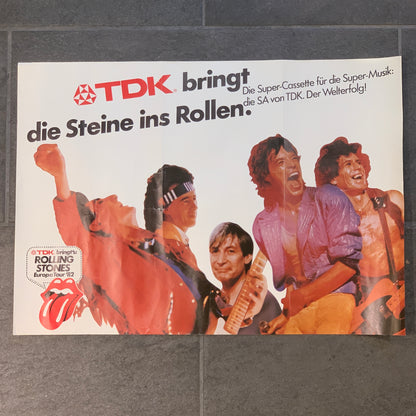 TDK bringt
die Steine ins Rollen.
Die Super-Cassette für die Super-Musik:
die SA von TDK. Der Welterfolg!
TDK bringt's:
ROLLING
STONES
Europa Tour '82